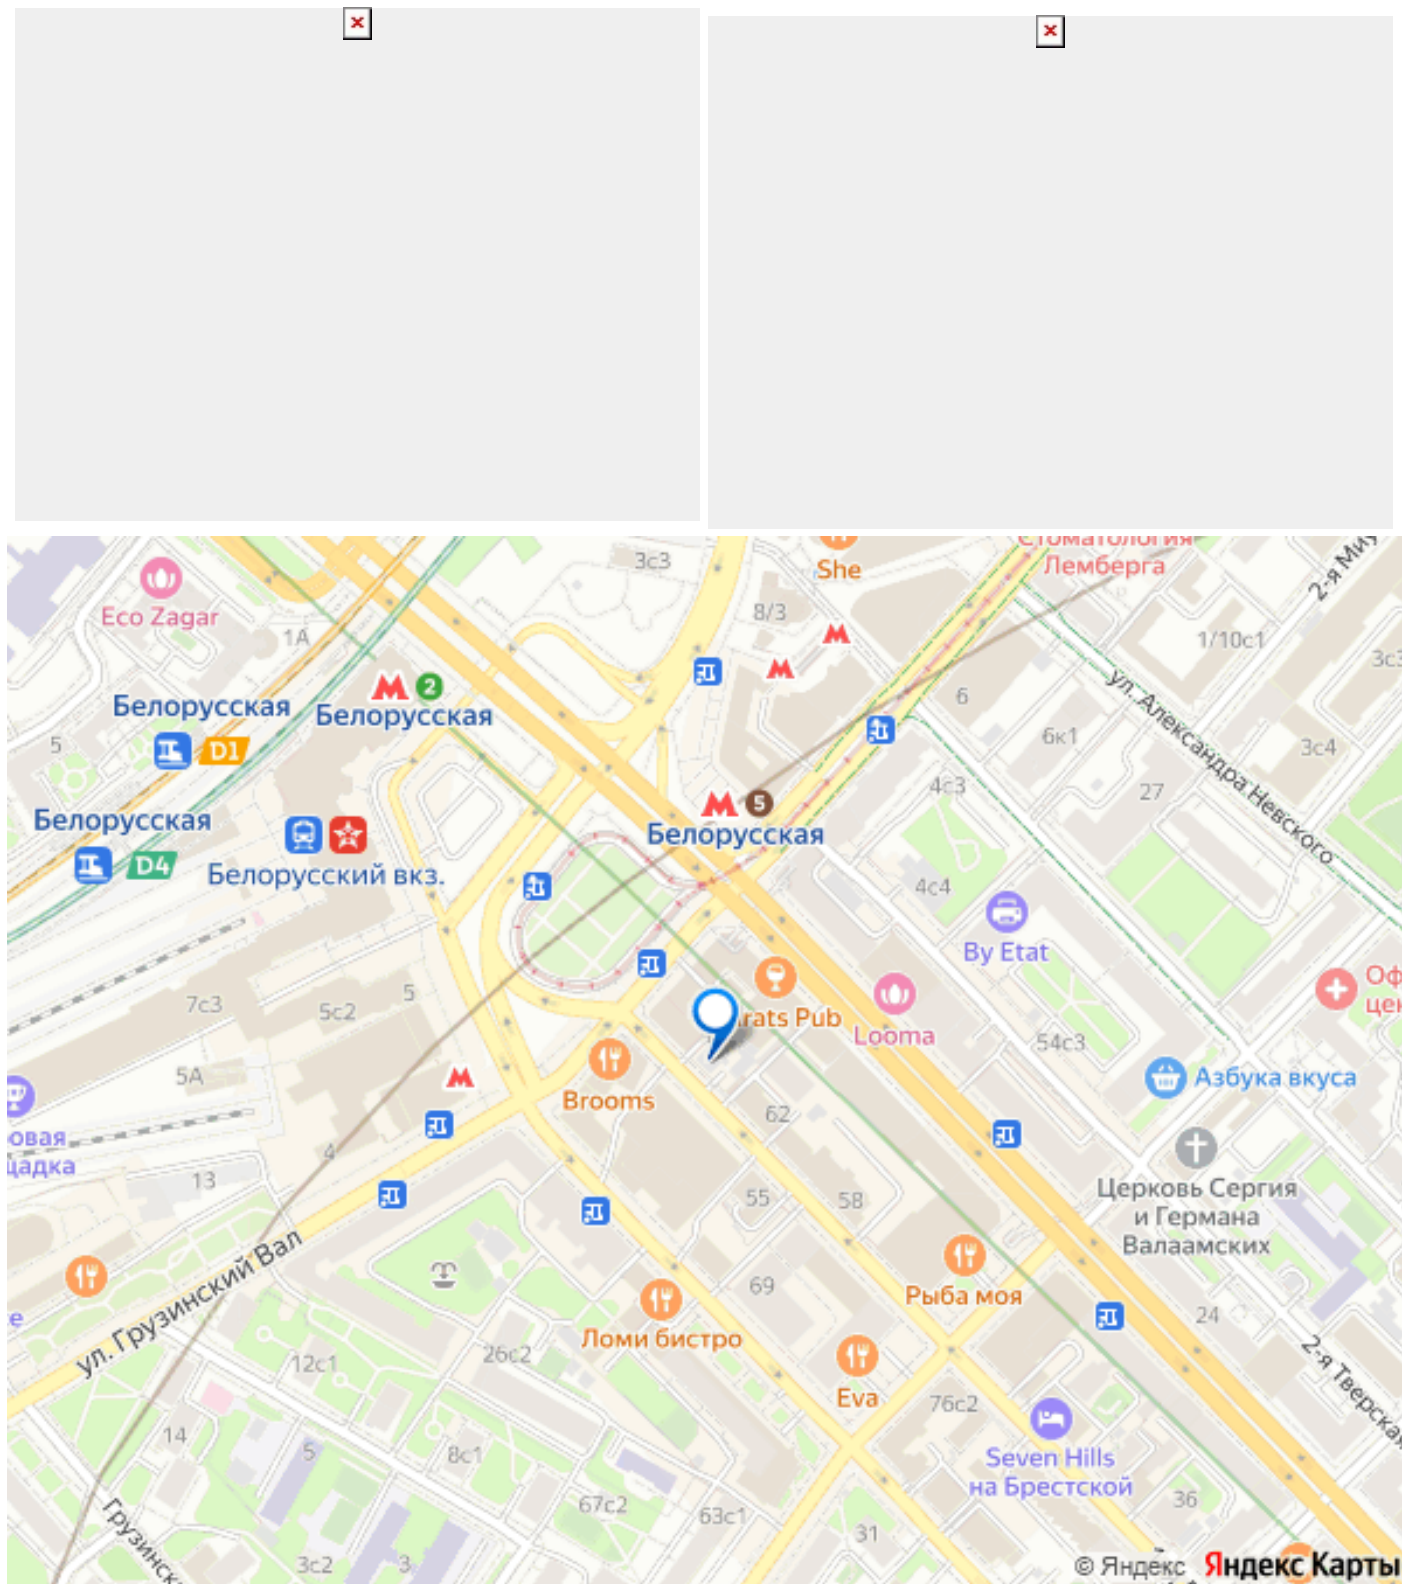 3с3
She
Стоматология
Лемберга
2-я Миу
Eco Zagar
8/3
1А
1/10с1
3с3
Белорусская
2
Белорусская
6
ул. Александра Невского
5
D1
6к1
3с4
4с3
27
5
Белорусская
Белорусская
D4
Белорусский вкз.
4с4
By Etat
Оф
цен
7с3
5с2
5
rats Pub
Looma
54с3
5А
Brooms
Азбука вкуса
62
овая
щадка
4
13
Церковь Сергия
и Германа
Валаамских
55
58
ул. Грузинский Вал
69
Рыба моя
е
24
Ломи бистро
12с1
26с2
2-я Тверская
Eva
76с2
14
5
8с1
Seven Hills
на Брестской
67с2
63с1
36
Грузинск
31
3с2
3
© Яндекс Яндекс Карты